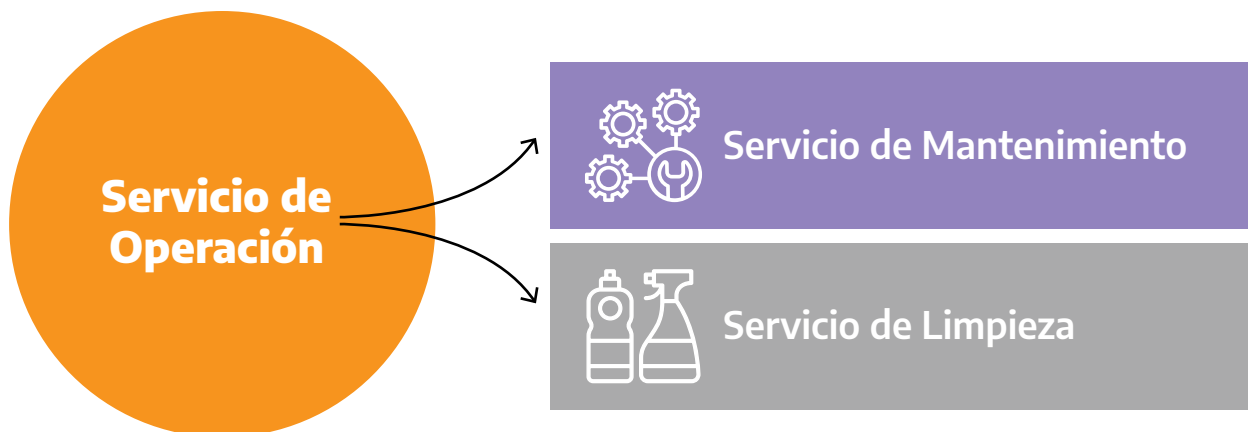 Servicio de
Operación
Servicio de Mantenimiento
Servicio de Limpieza